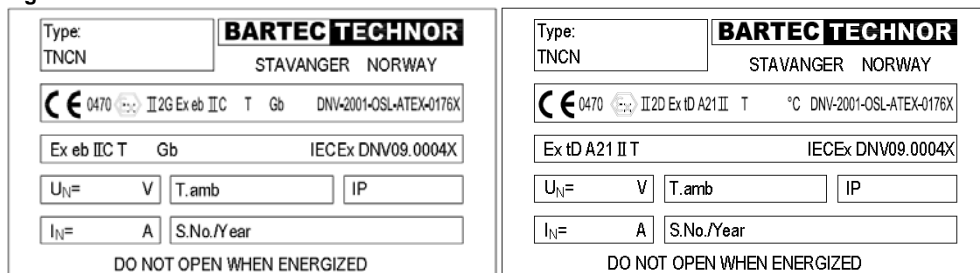 Type:
TNCN
BARTEC TECHNOR
STAVANGER NORWAY
CE 0470 Ex II 2G Ex eb IIC T Gb DNV-2001-OSL-ATEX-0176X
Ex eb IIC T Gb IECEx DNV09.0004X
UN= V T.amb IP
IN= A S.No./Year
DO NOT OPEN WHEN ENERGIZED
Type:
TNCN
BARTEC TECHNOR
STAVANGER NORWAY
CE 0470 Ex II 2D Ex tD A21 II T °C DNV-2001-OSL-ATEX-0176X
Ex tD A21 II T IECEx DNV09.0004X
UN= V T.amb IP
IN= A S.No./Year
DO NOT OPEN WHEN ENERGIZED